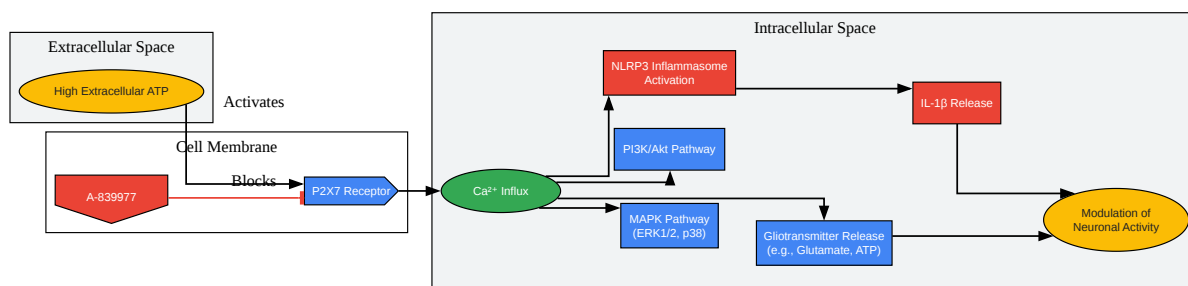 Extracellular Space
High Extracellular ATP
Activates
Cell Membrane
Blocks
A-839977
P2X7 Receptor
Intracellular Space
Ca²⁺ Influx
NLRP3 Inflammasome
Activation
PI3K/Akt Pathway
MAPK Pathway
(ERK1/2, p38)
Gliotransmitter Release
(e.g., Glutamate, ATP)
IL-1β Release
Modulation of
Neuronal Activity